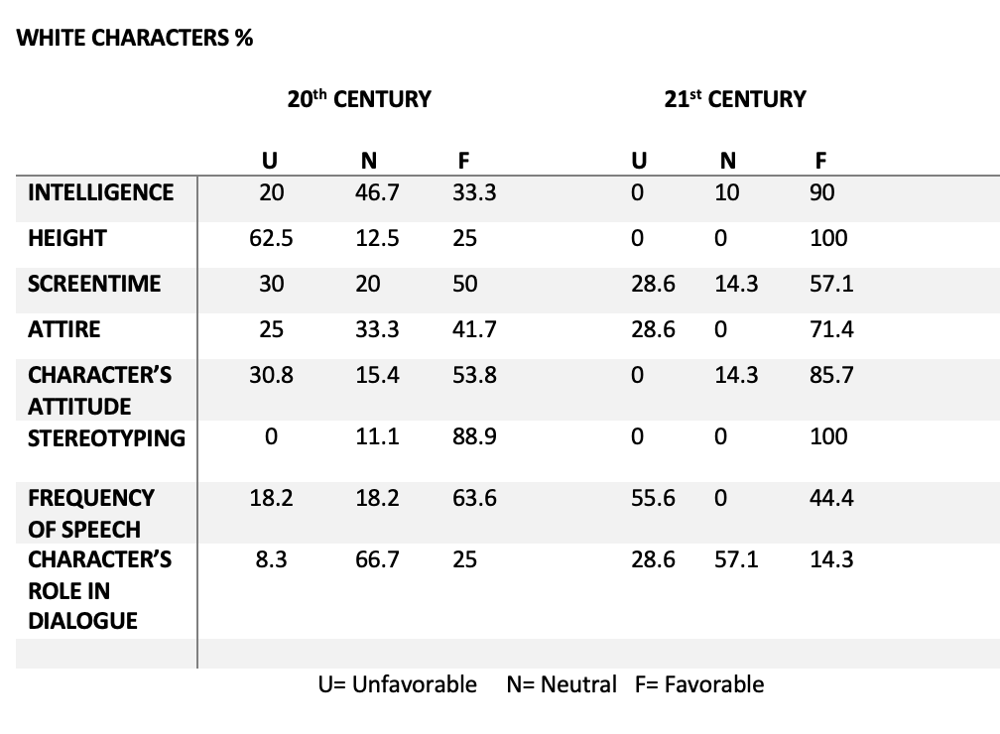 WHITE CHARACTERS %
20th CENTURY 21st CENTURY
U N F U N F
INTELLIGENCE 20 46.7 33.3 0 10 90
HEIGHT 62.5 12.5 25 0 0 100
SCREENTIME 30 20 50 28.6 14.3 57.1
ATTIRE 25 33.3 41.7 28.6 0 71.4
CHARACTER’S 30.8 15.4 53.8 0 14.3 85.7
ATTITUDE
STEREOTYPING 0 11.1 88.9 0 0 100
FREQUENCY 18.2 18.2 63.6 55.6 0 44.4
OF SPEECH
CHARACTER’S 8.3 66.7 25 28.6 57.1 14.3
ROLE IN
DIALOGUE
U= Unfavorable N= Neutral F= Favorable